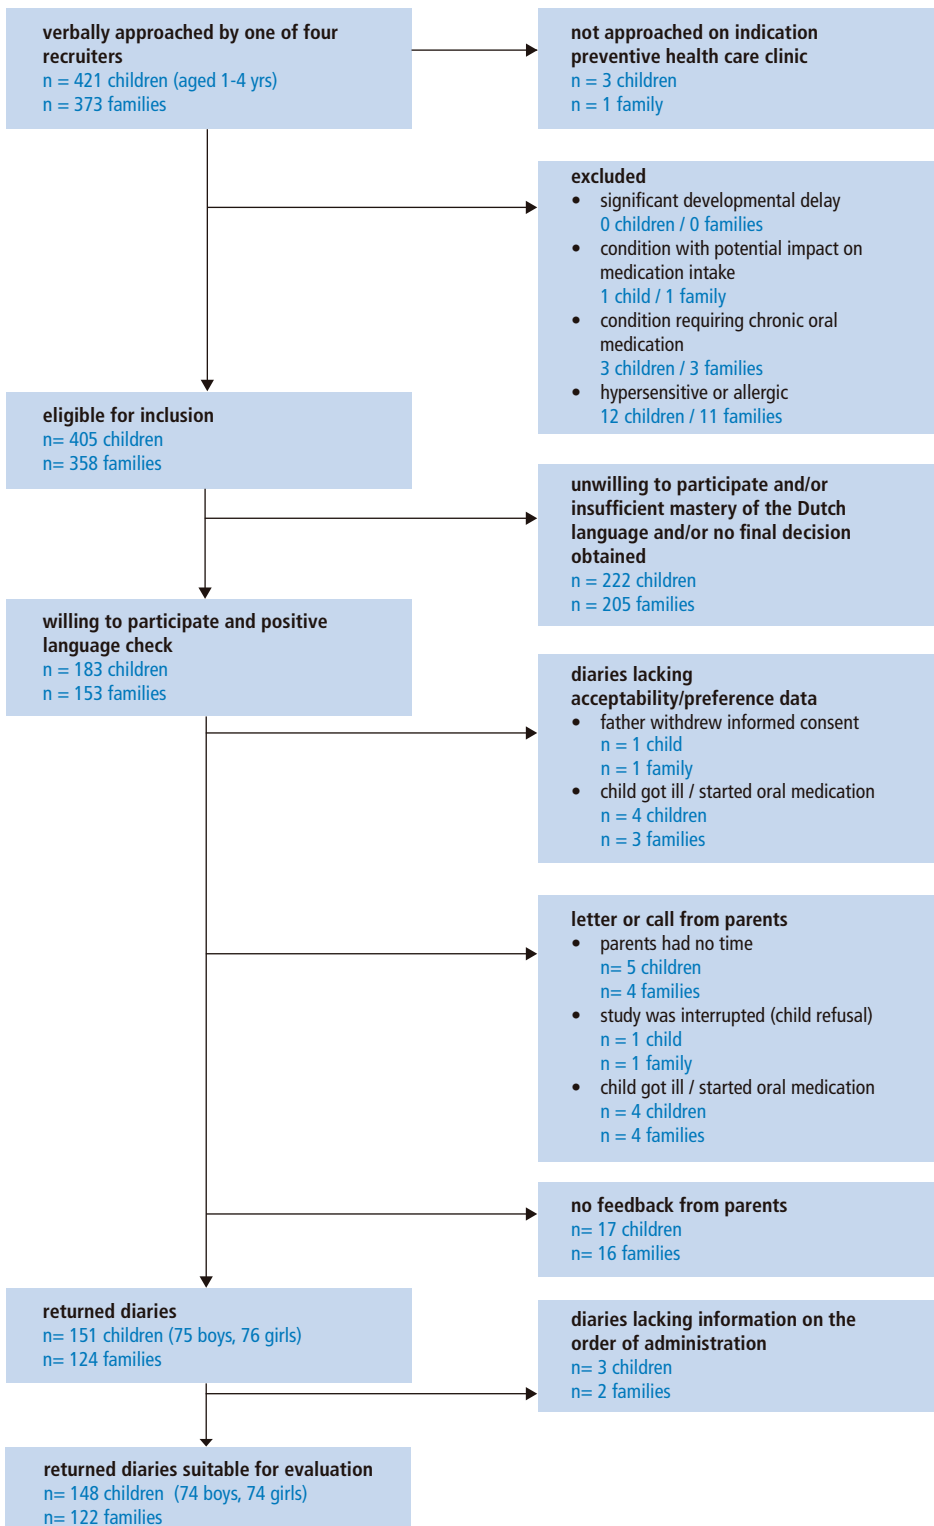 verbally approached by one of four
recruiters
n = 421 children (aged 1-4 yrs)
n = 373 families
not approached on indication
preventive health care clinic
n = 3 children
n = 1 family
excluded
• significant developmental delay
0 children / 0 families
• condition with potential impact on
medication intake
1 child / 1 family
• condition requiring chronic oral
medication
3 children / 3 families
• hypersensitive or allergic
12 children / 11 families
eligible for inclusion
n= 405 children
n= 358 families
unwilling to participate and/or
insufficient mastery of the Dutch
language and/or no final decision
obtained
n = 222 children
n = 205 families
willing to participate and positive
language check
n = 183 children
n = 153 families
diaries lacking
acceptability/preference data
• father withdrew informed consent
n = 1 child
n = 1 family
• child got ill / started oral medication
n = 4 children
n = 3 families
letter or call from parents
• parents had no time
n= 5 children
n= 4 families
• study was interrupted (child refusal)
n = 1 child
n = 1 family
• child got ill / started oral medication
n = 4 children
n = 4 families
no feedback from parents
n= 17 children
n= 16 families
returned diaries
n= 151 children (75 boys, 76 girls)
n= 124 families
diaries lacking information on the
order of administration
n= 3 children
n= 2 families
returned diaries suitable for evaluation
n= 148 children (74 boys, 74 girls)
n= 122 families